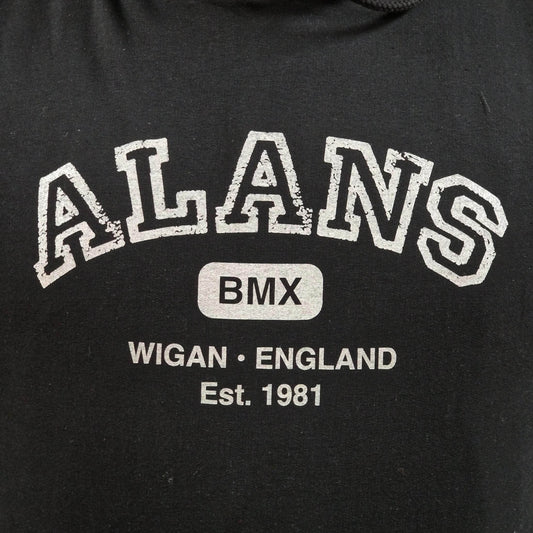 ALANS
BMX
WIGAN • ENGLAND
Est. 1981